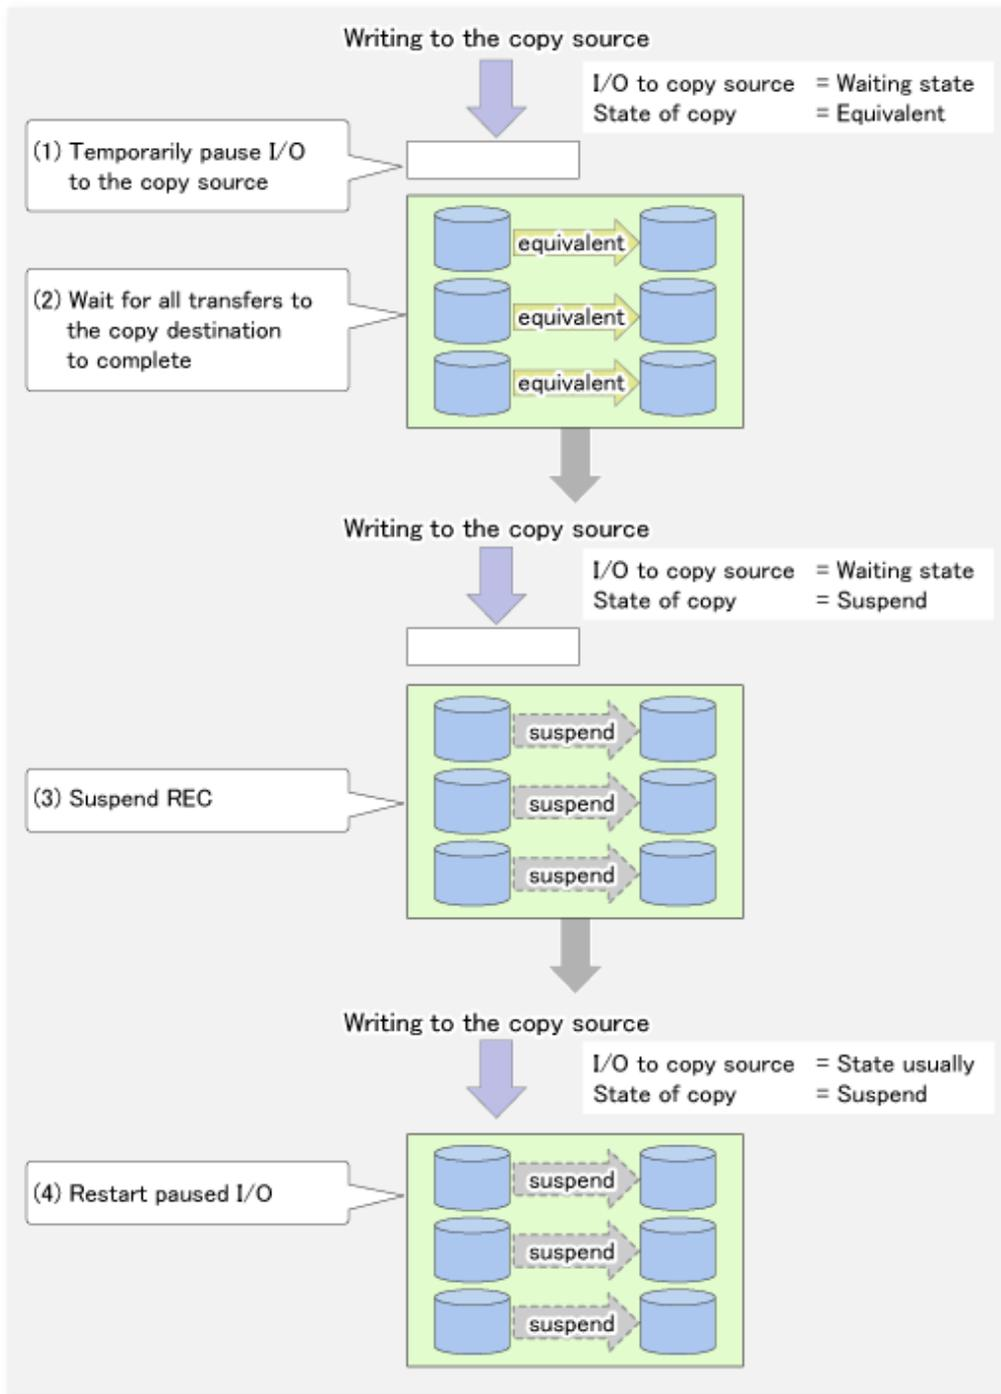 Writing to the copy source
I/O to copy source = Waiting state
State of copy = Equivalent
(1) Temporarily pause I/O
to the copy source
equivalent
(2) Wait for all transfers to
the copy destination
to complete
equivalent
equivalent
Writing to the copy source
I/O to copy source = Waiting state
State of copy = Suspend
suspend
(3) Suspend REC
suspend
suspend
Writing to the copy source
I/O to copy source = State usually
State of copy = Suspend
(4) Restart paused I/O
suspend
suspend
suspend